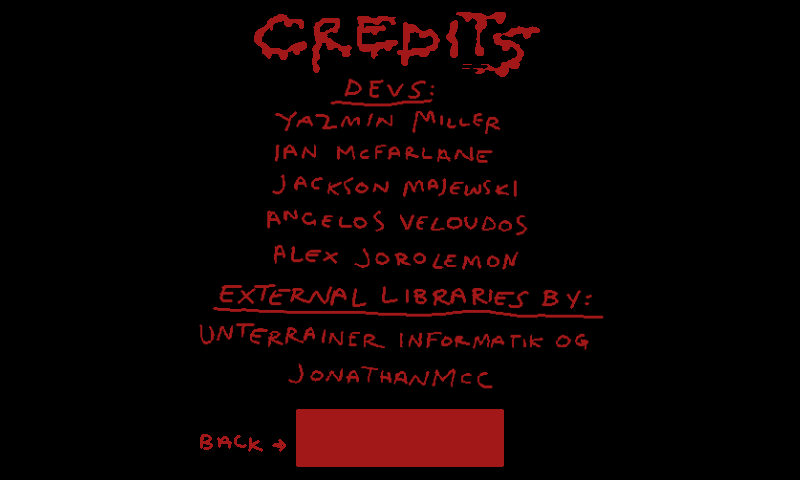 CREDITS
DEVS:
YAZMIN MILLER
IAN MCFARLANE
JACKSON MAJEWSKI
ANGELOS VELOUDOS
ALEX JOROLEMON
EXTERNAL LIBRARIES BY:
UNTERRAINER INFORMATIK OG
JONATHANMCC
BACK →